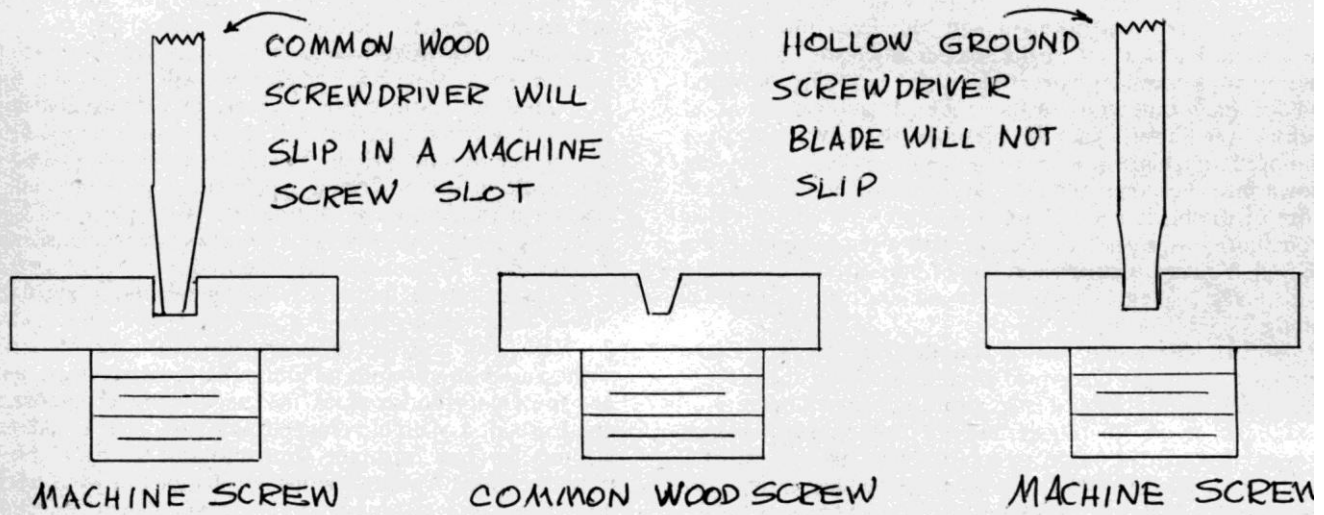 COMMON WOOD
SCREWDRIVER WILL
SLIP IN A MACHINE
SCREW SLOT
HOLLOW GROUND
SCREWDRIVER
BLADE WILL NOT
SLIP
MACHINE SCREW
COMMON WOOD SCREW
MACHINE SCREW